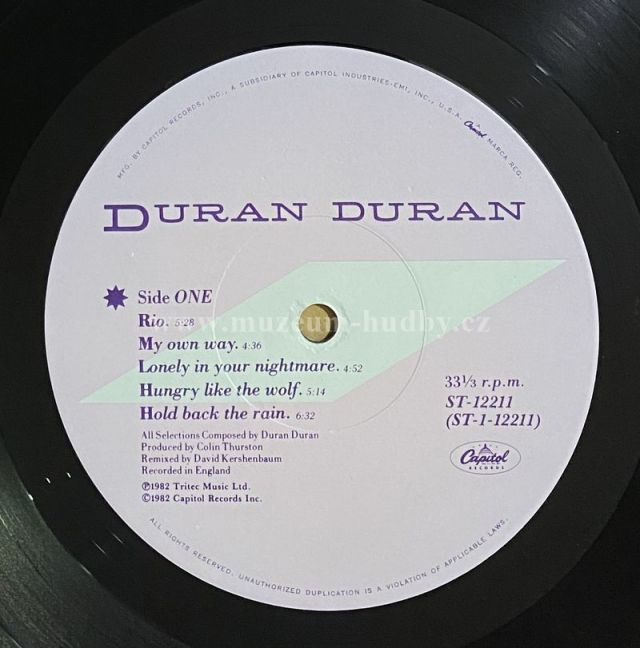 MFG. BY CAPITOL RECORDS, INC., A SUBSIDIARY OF CAPITOL INDUSTRIES-EMI, INC., U.S.A. Capitol MARCA REG.
DURAN DURAN
Side ONE
Rio. 5:28
www.muzeum-hudby.cz
My own way. 4:36
Lonely in your nightmare. 4:52
Hungry like the wolf. 5:14
Hold back the rain. 6:32
33⅓ r.p.m.
ST-12211
(ST-1-12211)
All Selections Composed by Duran Duran
Produced by Colin Thurston
Remixed by David Kershenbaum
Recorded in England
℗1982 Tritec Music Ltd.
©1982 Capitol Records Inc.
Capitol
RECORDS
ALL RIGHTS RESERVED. UNAUTHORIZED DUPLICATION IS A VIOLATION OF APPLICABLE LAWS.